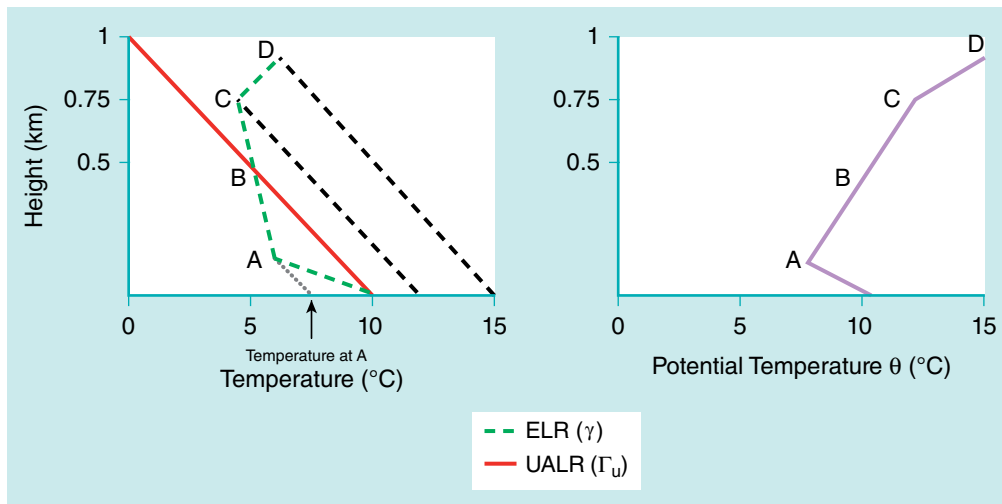 Height (km)
1
0.75
0.5
D
C
B
A
0
5
10
15
Temperature at A
Temperature (°C)
1
0.75
0.5
D
C
B
A
0
5
10
15
Potential Temperature θ (°C)
ELR (γ)
UALR (Γu)